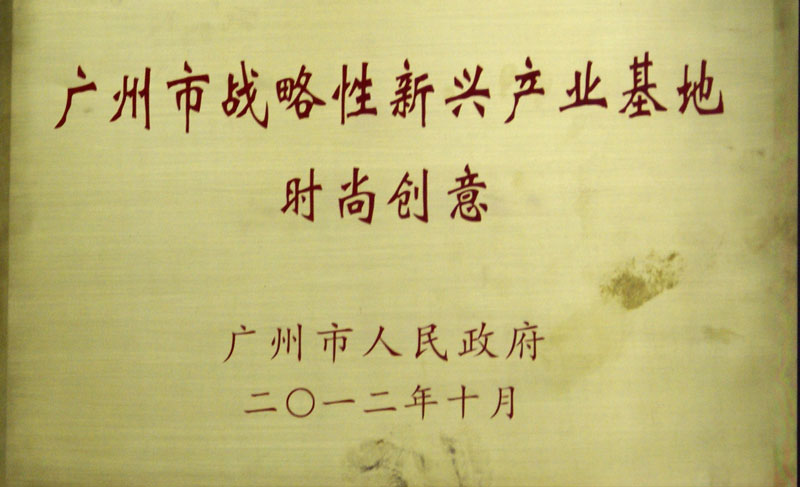 广州市战略性新兴产业基地
时尚创意
广州市人民政府
二〇一二年十月